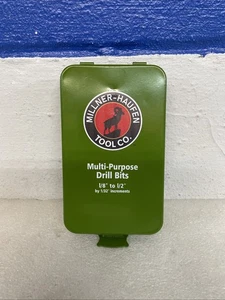 MILLNER-HAUFEN
TOOL CO.
Multi-Purpose
Drill Bits
1/8" to 1/2"
by 1/32" increments